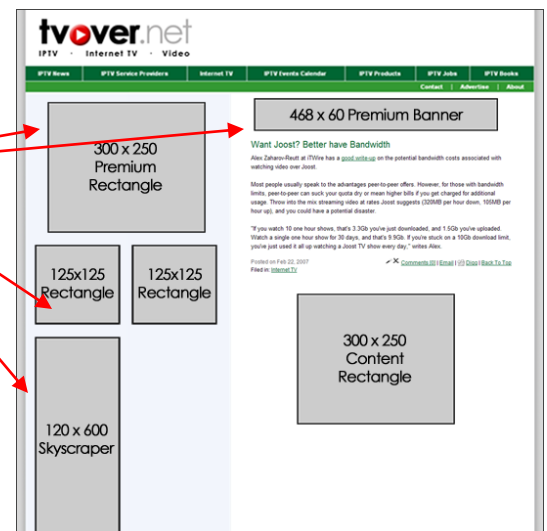 tvover.net
IPTV · Internet TV · Video
IPTV News IPTV Service Providers Internet TV IPTV Events Calendar IPTV Products IPTV Jobs IPTV Books
Contact | Advertise | About
300 x 250
Premium
Rectangle
125x125
Rectangle
125x125
Rectangle
120 x 600
Skyscraper
468 x 60 Premium Banner
Want Joost? Better have Bandwidth
Alex Zaharov-Reutt at iTWire has a good write-up on the potential bandwidth costs associated with
watching video over Joost.
Most people usually speak to the advantages peer-to-peer offers. However, for those with bandwidth
limits, peer-to-peer can suck your quota dry or mean higher bills if you get charged for additional
usage. Throw into the mix streaming video at rates Joost suggests (320MB per hour down, 105MB per
hour up), and you could have a potential disaster.
"If you watch 10 one hour shows, that's 3.3Gb you've just downloaded, and 1.5Gb you've uploaded.
Watch a single one hour show for 30 days, and that's 9.9Gb. If you're stuck on a 10Gb download limit,
you've just used it all up watching a Joost TV show every day," writes Alex.
Posted on Feb 22, 2007
Comments (0) | Email | Digg | Back To Top
Filed in: Internet TV
300 x 250
Content
Rectangle